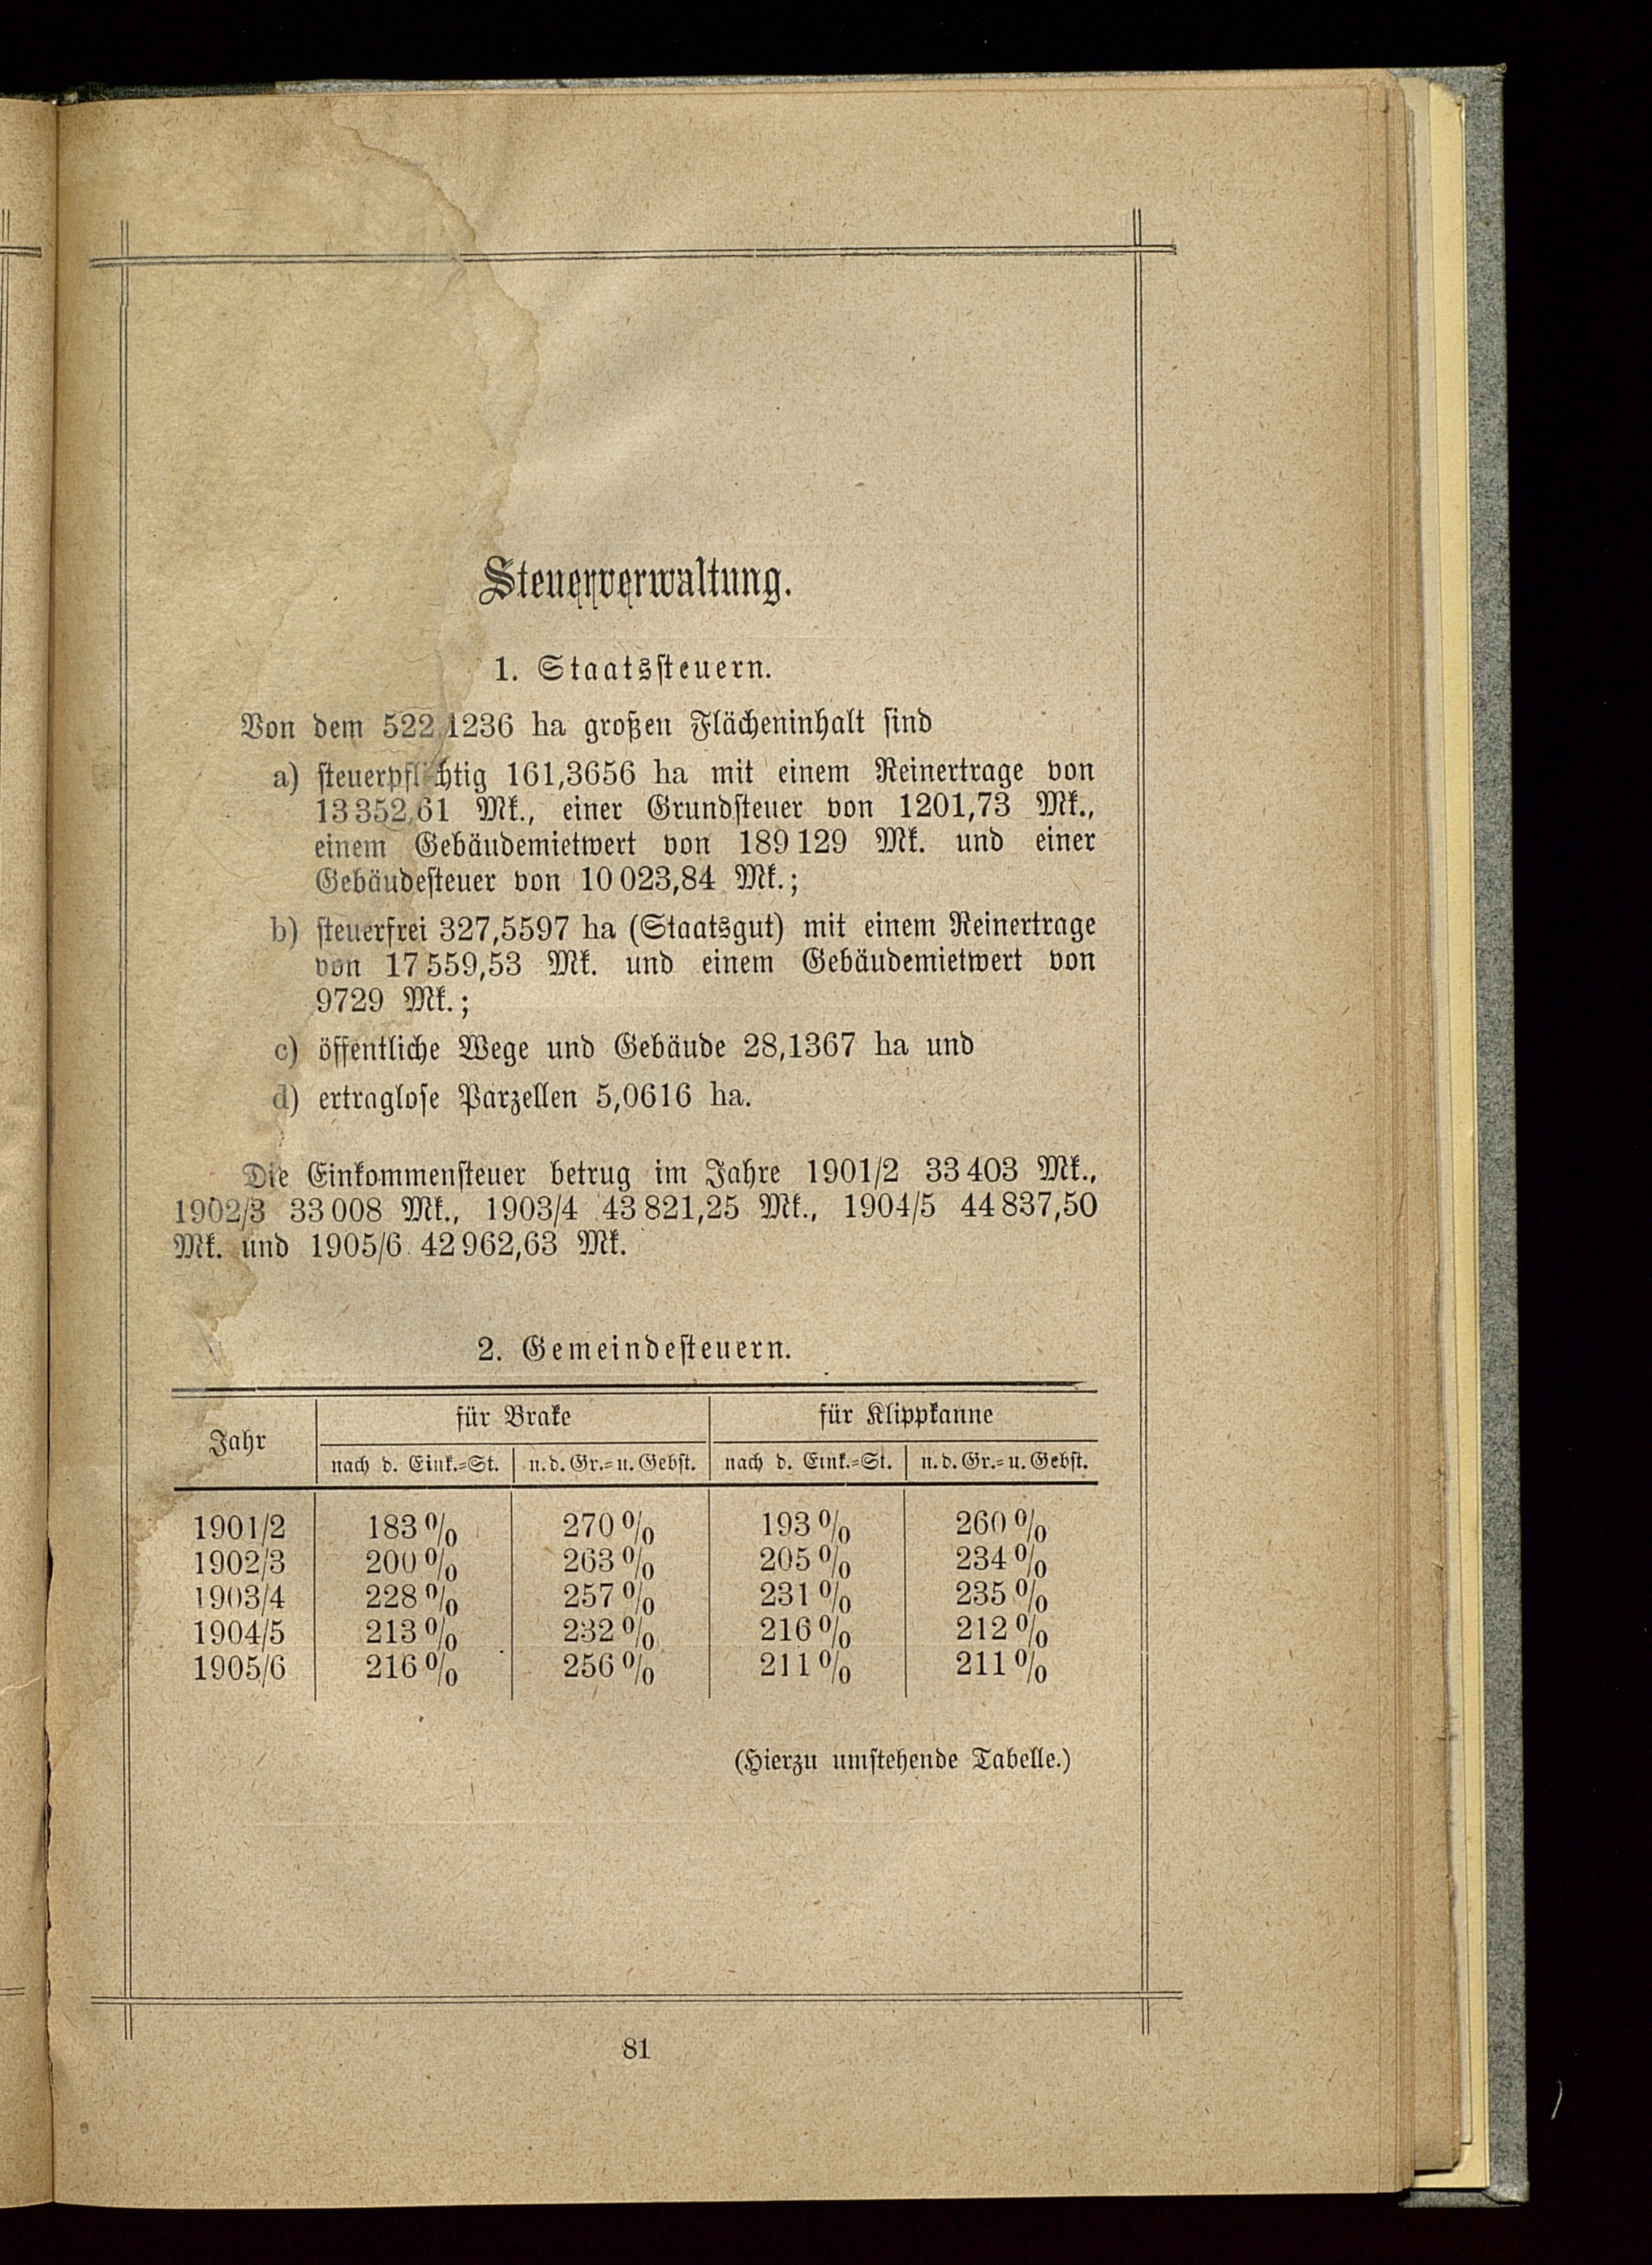 Steuerverwaltung.
1. Staatssteuern.
Von dem 522,1236 ha großen Flächeninhalt sind
a) steuerpflichtig 161,3656 ha mit einem Reinertrage von
13 352,61 Mk., einer Grundsteuer von 1201,73 Mk.,
einem Gebäudemietwert von 189 129 Mk. und einer
Gebäudesteuer von 10 023,84 Mk.;
b) steuerfrei 327,5597 ha (Staatsgut) mit einem Reinertrage
von 17 559,53 Mk. und einem Gebäudemietwert von
9729 Mk.;
c) öffentliche Wege und Gebäude 28,1367 ha und
d) ertraglose Parzellen 5,0616 ha.
Die Einkommensteuer betrug im Jahre 1901/2 33 403 Mk.,
1902/3 33 008 Mk., 1903/4 43 821,25 Mk., 1904/5 44 837,50
Mk. und 1905/6 42 962,63 Mk.
2. Gemeindesteuern.
Jahr für Brake für Klippkanne
nach d. Eink.-St. n. d. Gr.- u. Gebst. nach d. Eink.-St. n. d. Gr.- u. Gebst.
1901/2 183 % 270 % 193 % 260 %
1902/3 200 % 263 % 205 % 234 %
1903/4 228 % 257 % 231 % 235 %
1904/5 213 % 232 % 216 % 212 %
1905/6 216 % 256 % 211 % 211 %
(Hierzu umstehende Tabelle.)
81